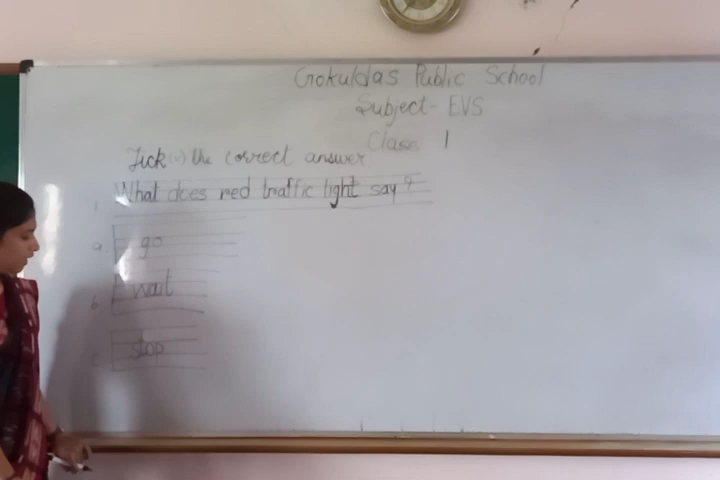 Gokuldas Public School
Subject- EVS
Class 1
Tick (✓) the correct answer
1 What does red traffic light say?
a go
b wait
c stop